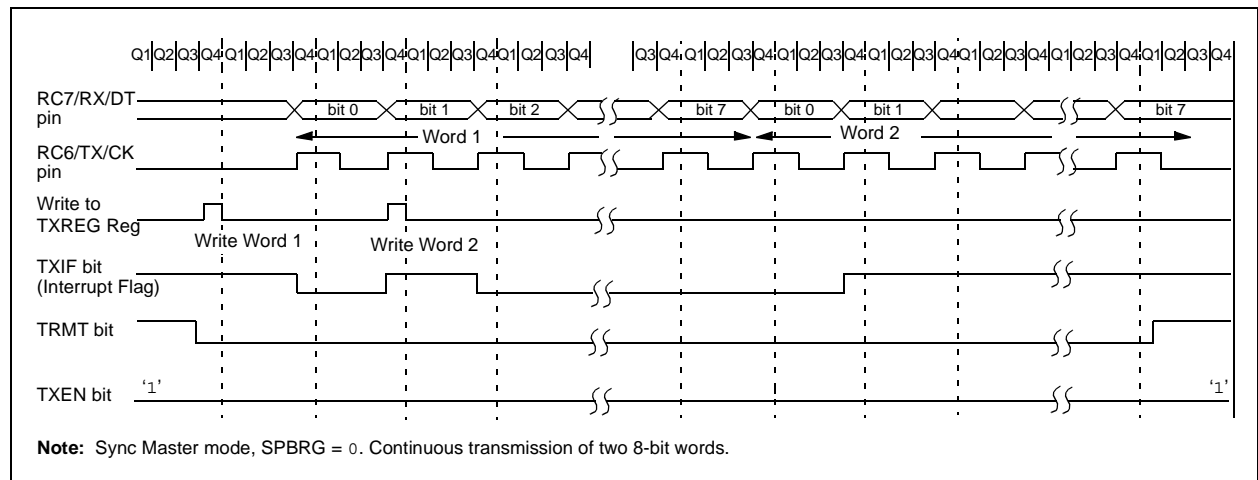 Q1 Q2 Q3 Q4 Q1 Q2 Q3 Q4 Q1 Q2 Q3 Q4 Q1 Q2 Q3 Q4 Q1 Q2 Q3 Q4 Q3 Q4 Q1 Q2 Q3 Q4 Q1 Q2 Q3 Q4 Q1 Q2 Q3 Q4 Q1 Q2 Q3 Q4 Q1 Q2 Q3 Q4 Q1 Q2 Q3 Q4
RC7/RX/DT
pin
bit 0 bit 1 bit 2 bit 7 bit 0 bit 1 bit 7
Word 1 Word 2
RC6/TX/CK
pin
Write to
TXREG Reg
Write Word 1 Write Word 2
TXIF bit
(Interrupt Flag)
TRMT bit
TXEN bit ‘1’ ‘1’
Note: Sync Master mode, SPBRG = 0. Continuous transmission of two 8-bit words.